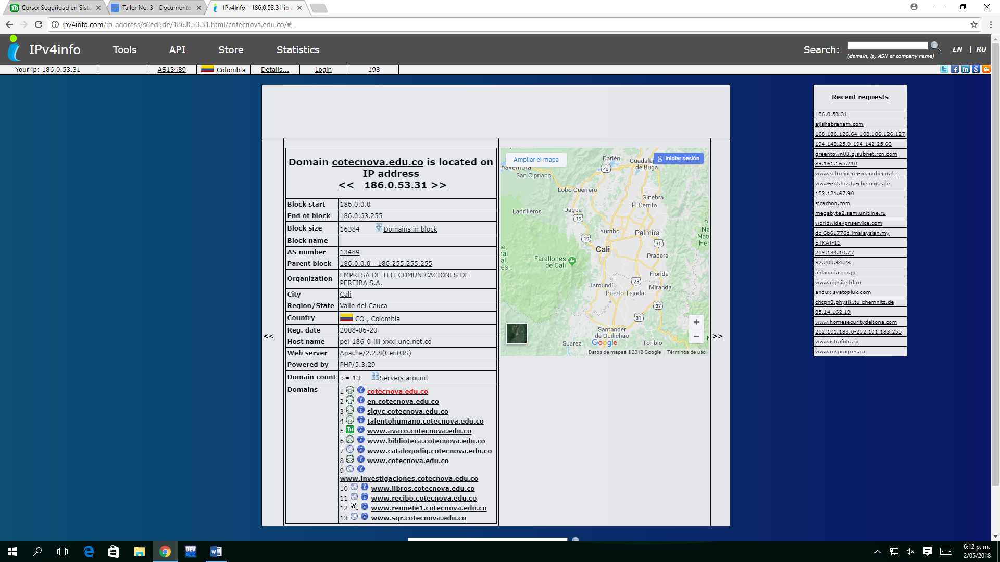 Curso: Seguridad en Siste
Taller No. 3 - Documento
IPv4Info - 186.0.53.31 ip a
ipv4info.com/ip-address/s6ed5de/186.0.53.31.html/cotecnova.edu.co/#_
IPv4info
Tools
API
Store
Statistics
Search:
(domain, ip, ASN or company name)
EN | RU
Your ip: 186.0.53.31
AS13489
Colombia
Details...
Login
198
Domain cotecnova.edu.co is located on
IP address
<< 186.0.53.31 >>
Block start 186.0.0.0
End of block 186.0.63.255
Block size 16384 Domains in block
Block name
AS number 13489
Parent block 186.0.0.0 - 186.255.255.255
Organization EMPRESA DE TELECOMUNICACIONES DE
PEREIRA S.A.
City Cali
Region/State Valle del Cauca
Country CO , Colombia
Reg. date 2008-06-20
Host name pei-186-0-liii-xxxi.une.net.co
Web server Apache/2.2.8(CentOS)
Powered by PHP/5.3.29
Domain count >= 13 Servers around
Domains
1 cotecnova.edu.co
2 en.cotecnova.edu.co
3 sigyc.cotecnova.edu.co
4 talentohumano.cotecnova.edu.co
5 www.avaco.cotecnova.edu.co
6 www.biblioteca.cotecnova.edu.co
7 www.catalogodig.cotecnova.edu.co
8 www.cotecnova.edu.co
9
www.investigaciones.cotecnova.edu.co
10 www.libros.cotecnova.edu.co
11 www.recibo.cotecnova.edu.co
12 www.reunete1.cotecnova.edu.co
13 www.sqr.cotecnova.edu.co
<<
>>
Ampliar el mapa
Iniciar sesión
Darién
Guadalaj
de Buga
40
enaventura
San Cipriano
Lobo Guerrero
Ginebra
El Cerrito
Ladrilleros
Dagua
19
Yumbo
Palmira
19
31
Cali
Pradera
Farallones
de Cali
Florida
25
Jamundí
Miranda
Puerto Tejada
37
31
Santander
de Quilichao
Suarez
Toribio
Google
+
−
Datos de mapas ©2018 Google
Términos de uso
Recent requests
186.0.53.31
ajishabraham.com
108.186.126.64-108.186.126.127
194.142.25.0-194.142.25.63
greentown03.g.subnet.rcn.com
89.161.165.210
www.schreinerei-mannheim.de
www6-i2.hrz.tu-chemnitz.de
153.121.67.90
sjcarbon.com
megabyte2.sam.unitline.ru
worldwidevpnservice.com
dc-6b61776d.imalaysian.my
STRAT-15
209.134.10.77
82.200.84.28
aldaoud.com.jo
www.mpsiteltd.ru
andux.svatopluk.com
chcpn3.physik.tu-chemnitz.de
85.14.162.19
www.homesecuritydeltona.com
202.101.183.0-202.101.183.255
www.istrafoto.ru
www.rosprogres.ru
DEV
C++
6:12 p. m.
2/05/2018